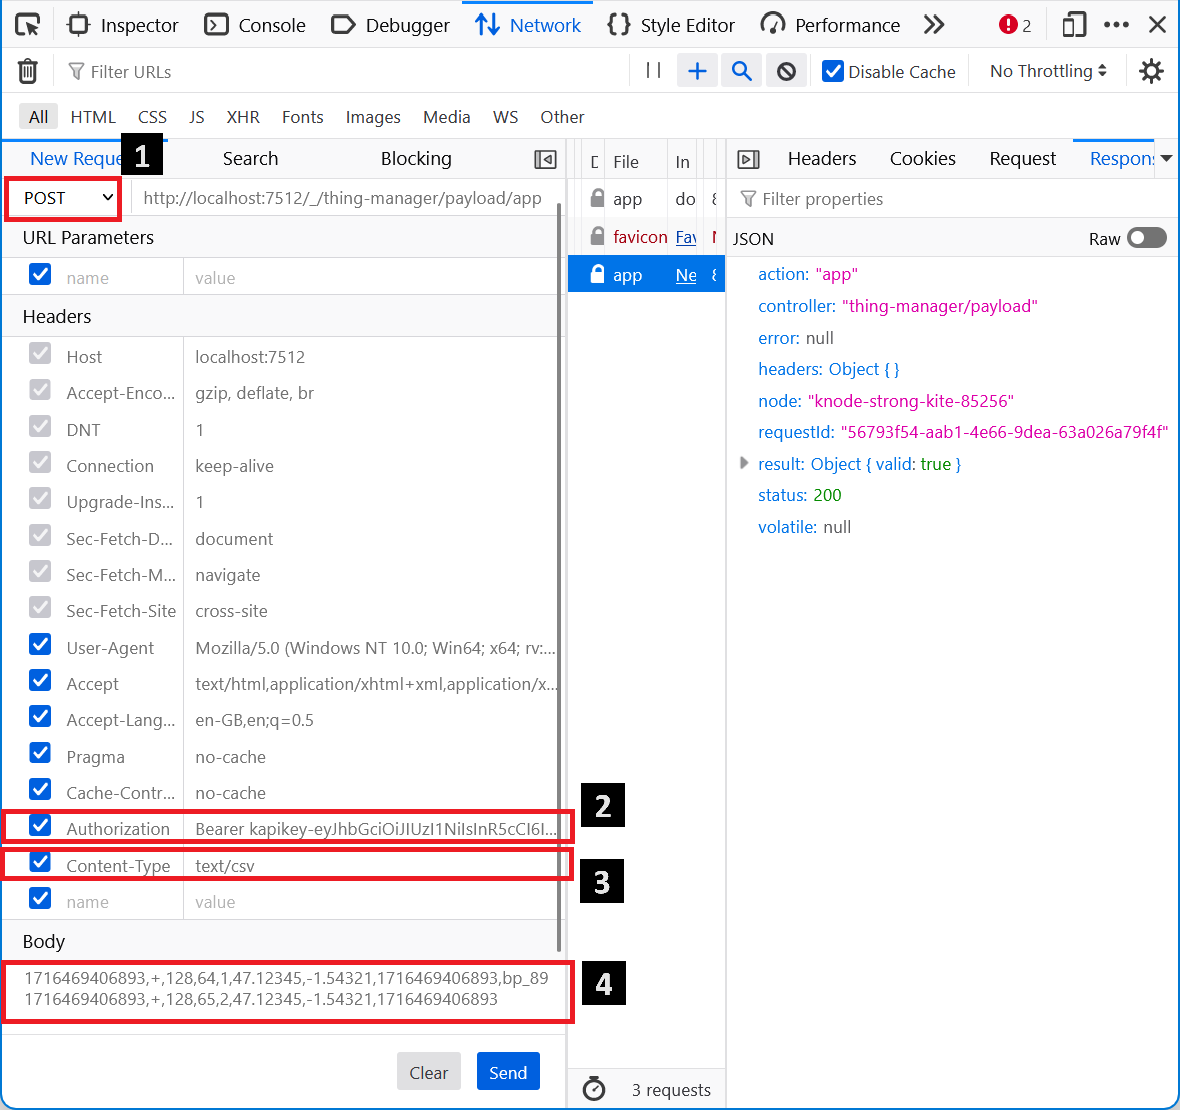 Inspector Console Debugger Network Style Editor Performance 2
Filter URLs Disable Cache No Throttling
All HTML CSS JS XHR Fonts Images Media WS Other
New Reque 1 Search Blocking
POST http://localhost:7512/_/thing-manager/payload/app
URL Parameters
name value
Headers
Host localhost:7512
Accept-Enco... gzip, deflate, br
DNT 1
Connection keep-alive
Upgrade-Ins... 1
Sec-Fetch-D... document
Sec-Fetch-M... navigate
Sec-Fetch-Site cross-site
User-Agent Mozilla/5.0 (Windows NT 10.0; Win64; x64; rv:...
Accept text/html,application/xhtml+xml,application/x...
Accept-Lang... en-GB,en;q=0.5
Pragma no-cache
Cache-Contr... no-cache
2
Authorization Bearer kapikey-eyJhbGciOiJIUzI1NiIsInR5cCI6I...
Content-Type text/csv
3
name value
Body
1716469406893,+,128,64,1,47.12345,-1.54321,1716469406893,bp_89
1716469406893,+,128,65,2,47.12345,-1.54321,1716469406893
4
Clear Send
File In
app do
favicon Fav
app Ne
3 requests
Headers Cookies Request Respon
Filter properties
JSON Raw
action: "app"
controller: "thing-manager/payload"
error: null
headers: Object { }
node: "knode-strong-kite-85256"
requestId: "56793f54-aab1-4e66-9dea-63a026a79f4f"
result: Object { valid: true }
status: 200
volatile: null